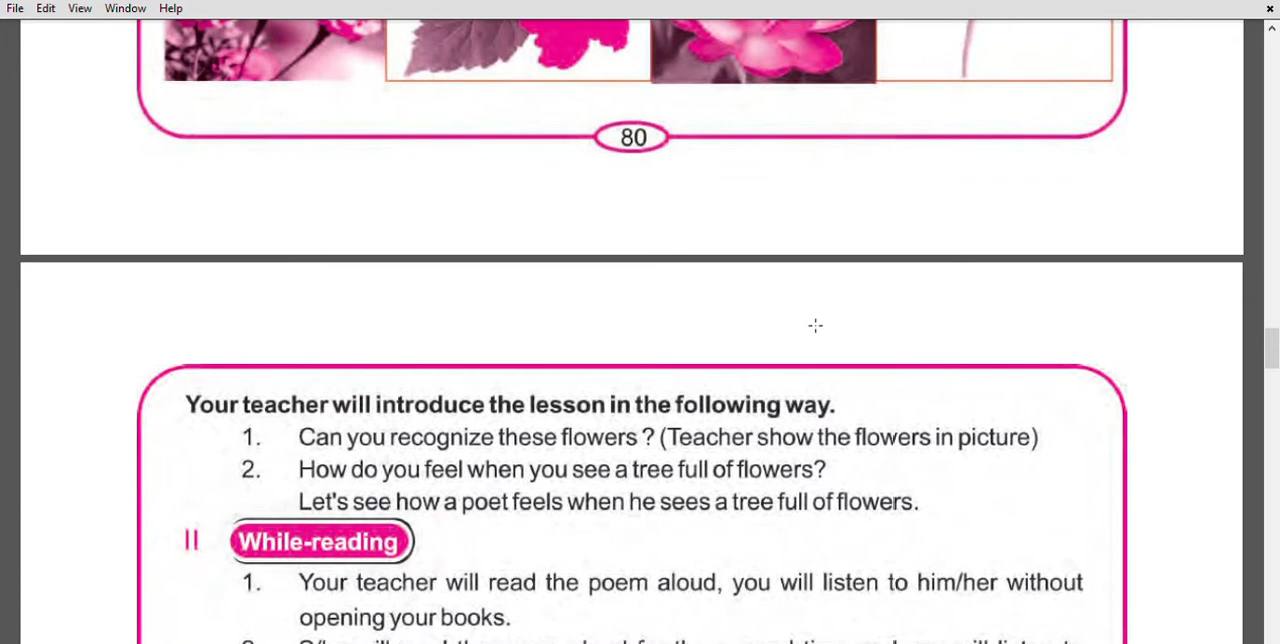 File Edit View Window Help
80
Your teacher will introduce the lesson in the following way.
1. Can you recognize these flowers ? (Teacher show the flowers in picture)
2. How do you feel when you see a tree full of flowers?
Let's see how a poet feels when he sees a tree full of flowers.
II While-reading
1. Your teacher will read the poem aloud, you will listen to him/her without
opening your books.